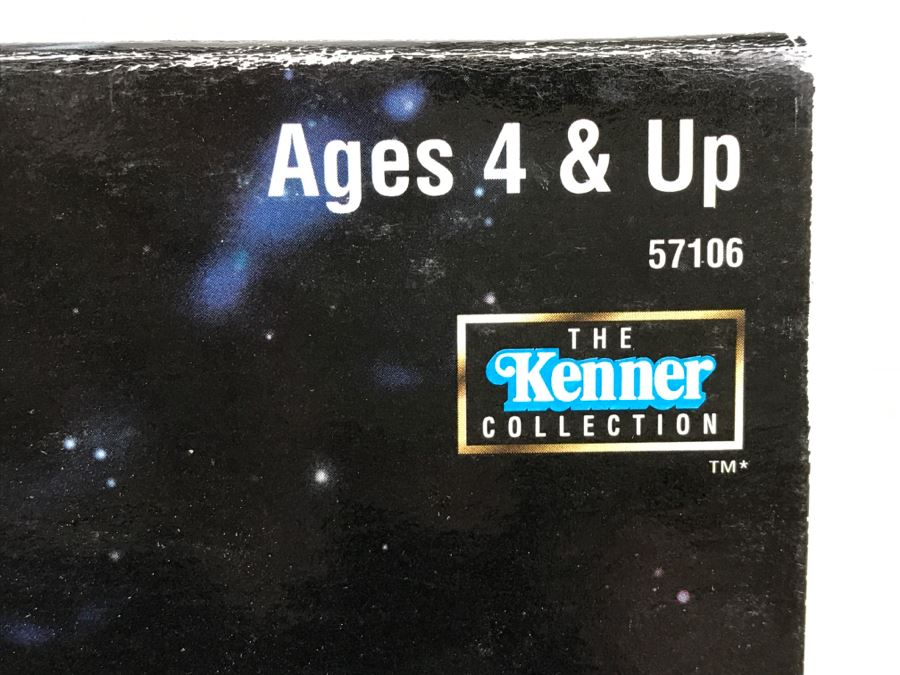 Ages 4 & Up
57106
THE
Kenner
COLLECTION
TM*